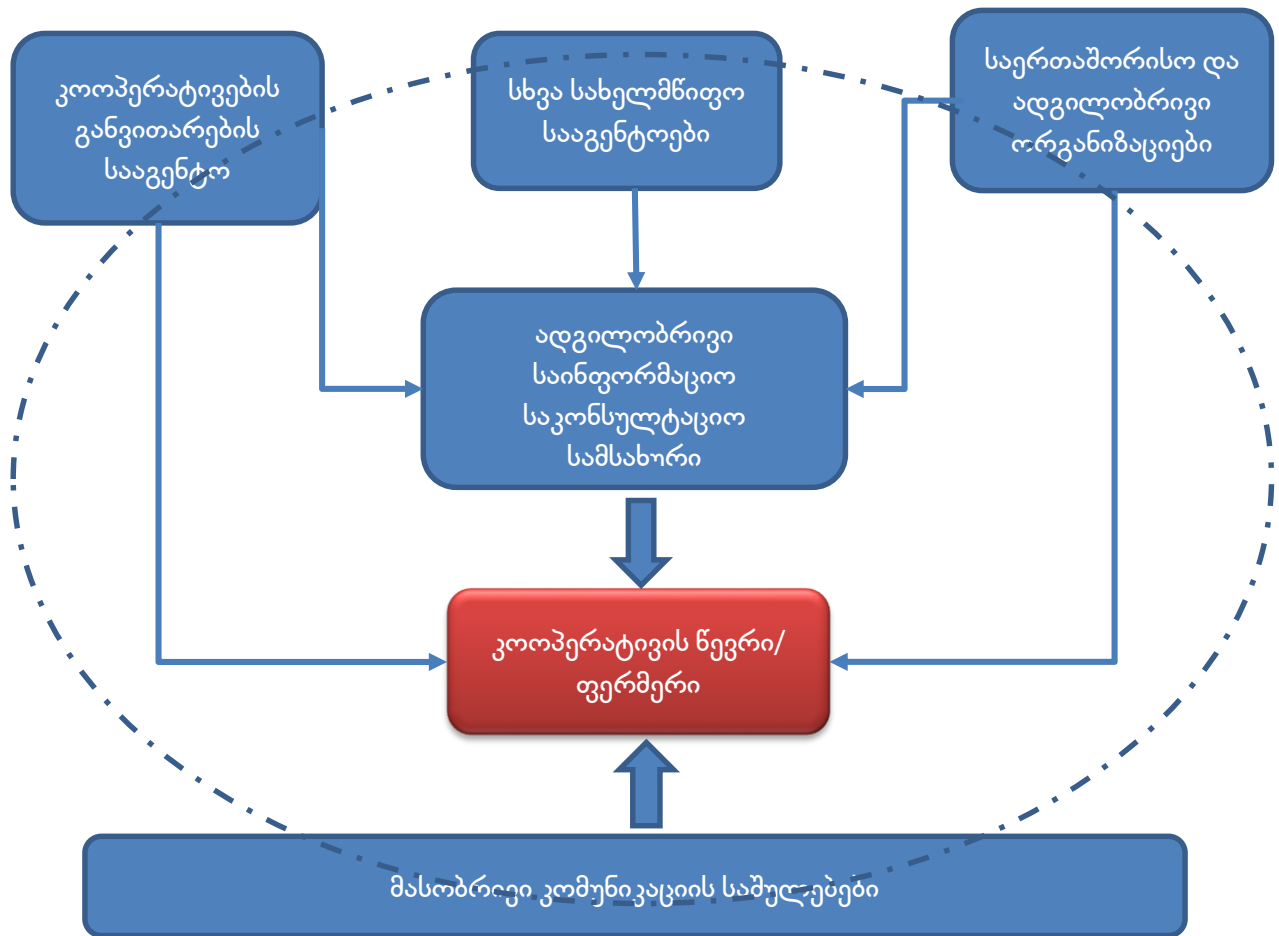 კოოპერატივების
განვითარების
სააგენტო
სხვა სახელმწიფო
სააგენტოები
საერთაშორისო და
ადგილობრივი
ორგანიზაციები
ადგილობრივი
საინფორმაციო
საკონსულტაციო
სამსახური
კოოპერატივის წევრი/
ფერმერი
მასობრივი კომუნიკაციის საშულებები